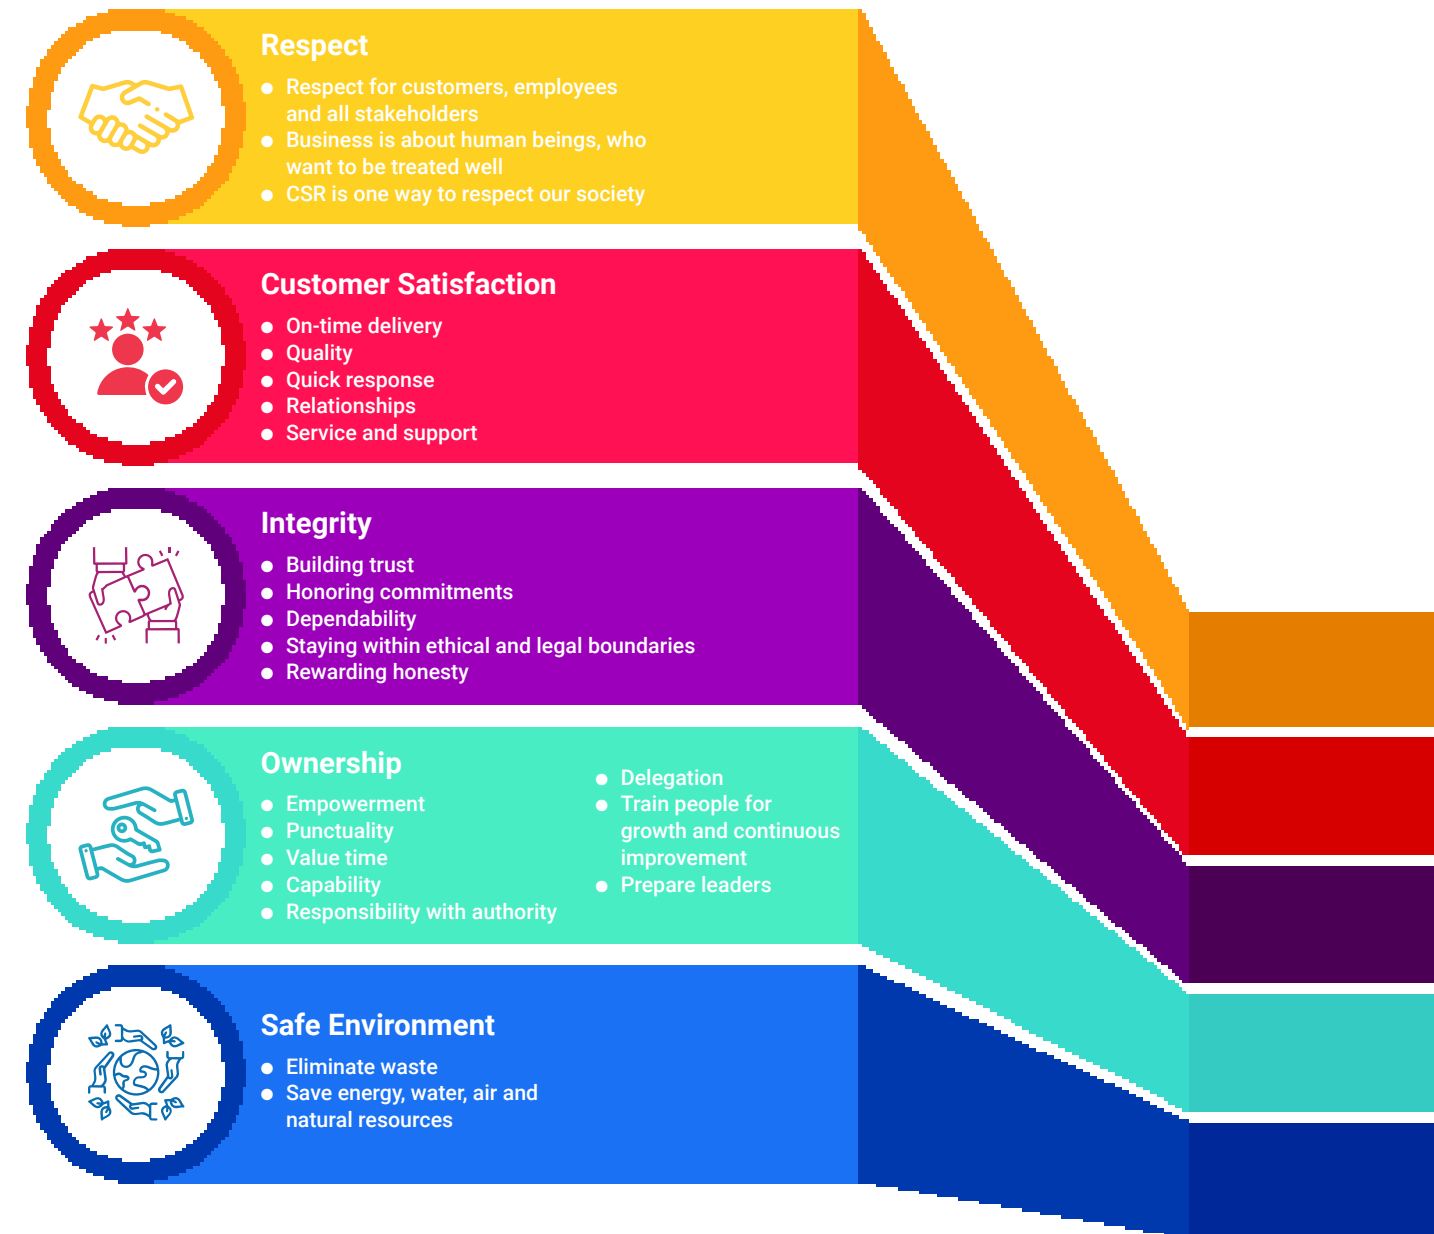 Respect
● Respect for customers, employees
and all stakeholders
● Business is about human beings, who
want to be treated well
● CSR is one way to respect our society
Customer Satisfaction
● On-time delivery
● Quality
● Quick response
● Relationships
● Service and support
Integrity
● Building trust
● Honoring commitments
● Dependability
● Staying within ethical and legal boundaries
● Rewarding honesty
Ownership
● Empowerment
● Punctuality
● Value time
● Capability
● Responsibility with authority
● Delegation
● Train people for
growth and continuous
improvement
● Prepare leaders
Safe Environment
● Eliminate waste
● Save energy, water, air and
natural resources